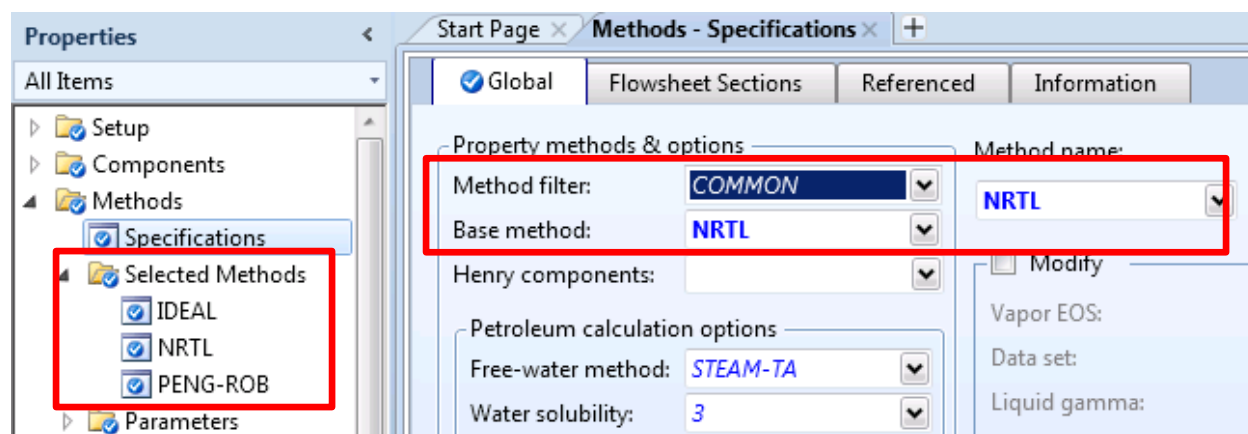 Properties <
All Items
Setup
Components
Methods
Specifications
Selected Methods
IDEAL
NRTL
PENG-ROB
Parameters
Start Page × Methods - Specifications × +
Global Flowsheet Sections Referenced Information
Property methods & options
Method filter: COMMON
Base method: NRTL
Henry components:
Petroleum calculation options
Free-water method: STEAM-TA
Water solubility: 3
Method name:
NRTL
Modify
Vapor EOS:
Data set:
Liquid gamma: